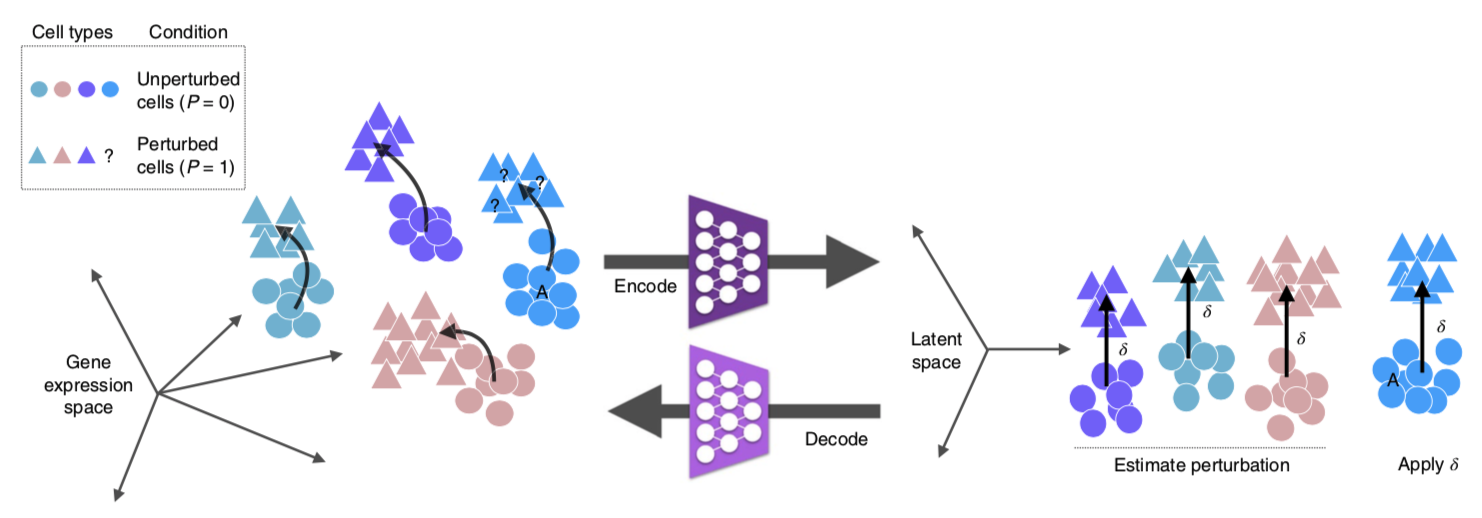 Cell types
Condition
Unperturbed
cells (P = 0)
?
Perturbed
cells (P = 1)
?
?
?
A
Gene
expression
space
Encode
Decode
Latent
space
δ
δ
δ
δ
A
Estimate perturbation
Apply δ